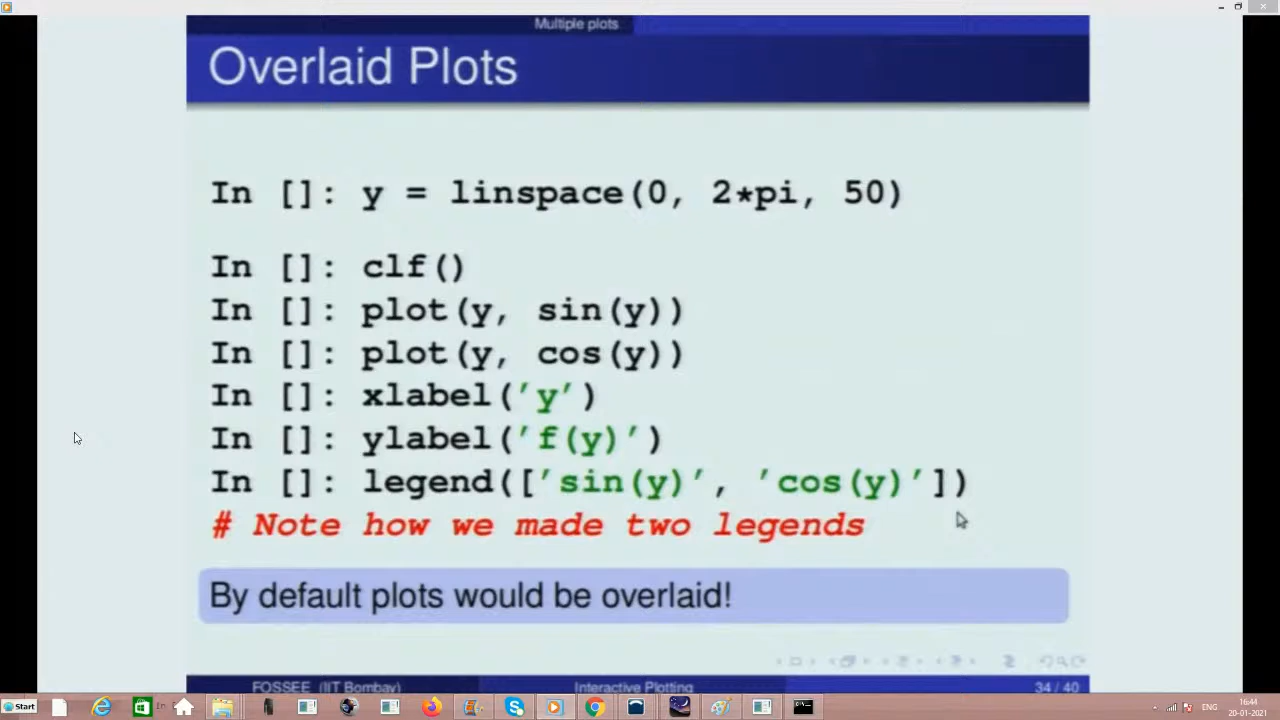 Multiple plots
Overlaid Plots
In []: y = linspace(0, 2*pi, 50)
In []: clf()
In []: plot(y, sin(y))
In []: plot(y, cos(y))
In []: xlabel('y')
In []: ylabel('f(y)')
In []: legend(['sin(y)', 'cos(y)'])
# Note how we made two legends
By default plots would be overlaid!
FOSSEE (IIT Bombay)
Interactive Plotting
34 / 40
Start
ENG
16:44
20-01-2021